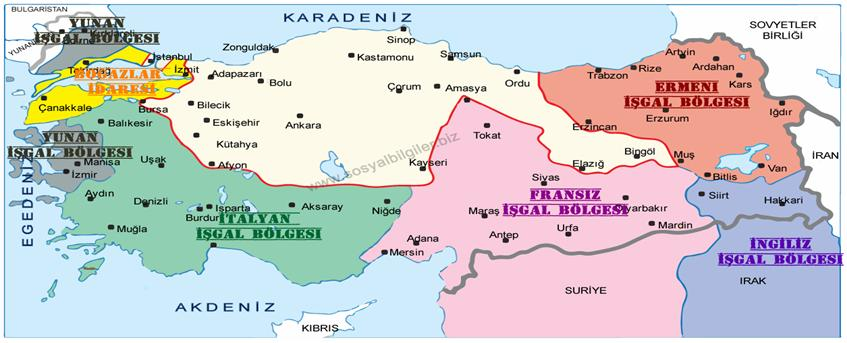 BULGARİSTAN
KARADENİZ
YUNAN
İŞGAL BÖLGESI
SOVYETLER
BİRLİĞİ
Sinop
Zonguldak
Kastamonu
Samsun
İstanbul
İzmit
Adapazarı
Bolu
Çorum
Amasya
Ordu
Trabzon
Rize
Artvin
Ardahan
Kars
BOĞAZLAR
İDARESİ
ERMENI
İŞGAL BÖLGESI
Iğdır
Çanakkale
Bursa
Bilecik
Eskişehir
Ankara
Erzurum
Balıkesir
Kütahya
Tokat
Erzincan
YUNAN
İŞGAL BÖLGESI
Manisa
İzmir
Uşak
Afyon
www.sosyalbilgiler.biz
Kayseri
Elazığ
Bingöl
Muş
Van
İRAN
Bitlis
Sivas
FRANSIZ
İŞGAL BÖLGESI
Siirt
Hakkari
EGEDENİZ
Aydın
Denizli
Isparta
Burdur
Aksaray
Niğde
Maraş
Diyarbakır
İTALYAN
İŞGAL BÖLGESI
Muğla
Adana
Mersin
Antep
Urfa
Mardin
İNGİLİZ
İŞGAL BÖLGESI
SURİYE
IRAK
AKDENİZ
KIBRIS